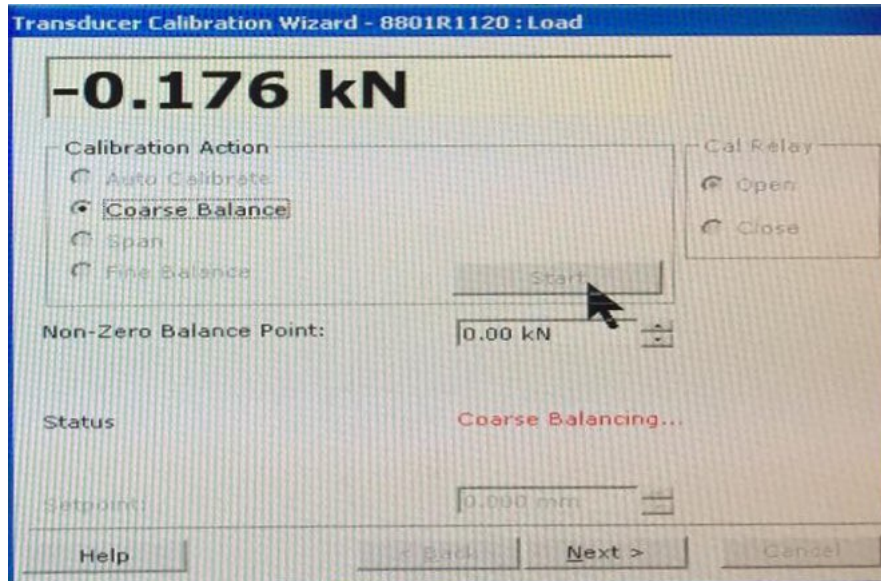 Transducer Calibration Wizard - 8801R1120 : Load
-0.176 kN
Calibration Action
Cal Relay
Auto Calibrate
Open
Coarse Balance
Close
Span
Fine Balance
Start
Non-Zero Balance Point:
0.00 kN
Status
Coarse Balancing...
Setpoint:
0.000 mm
Help
< Back
Next >
Cancel